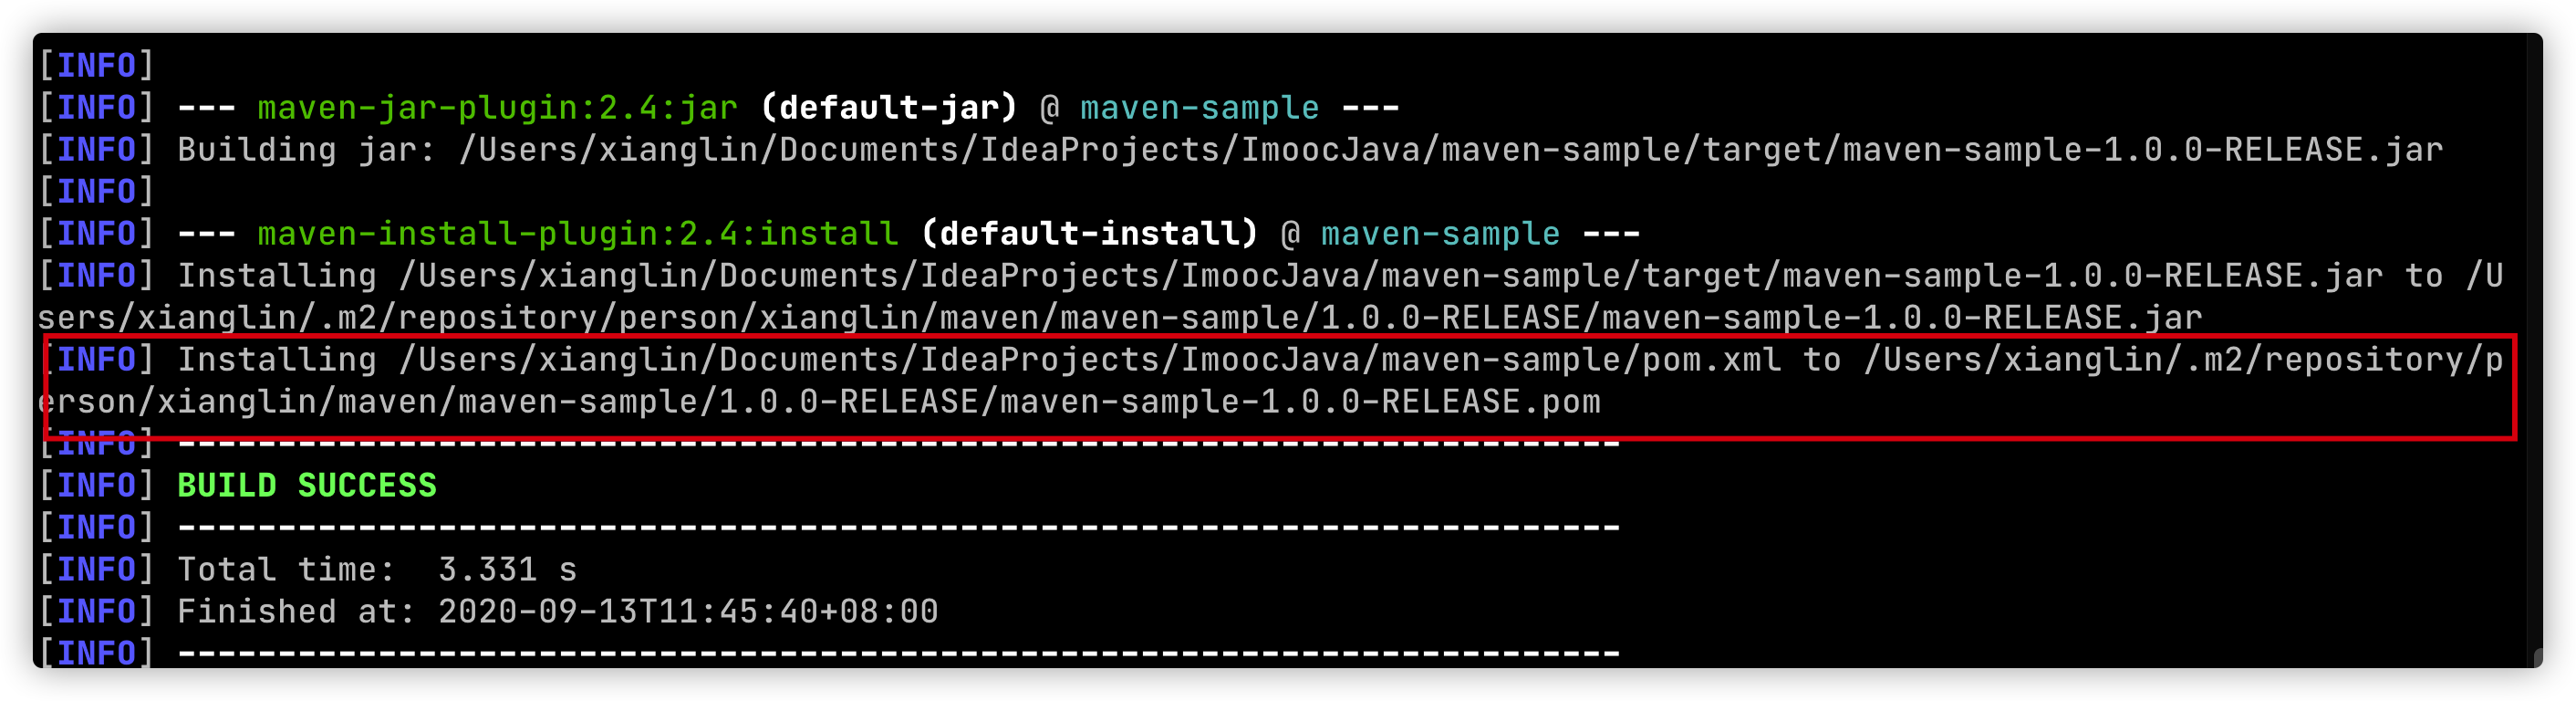 [INFO]
[INFO] --- maven-jar-plugin:2.4:jar (default-jar) @ maven-sample ---
[INFO] Building jar: /Users/xianglin/Documents/IdeaProjects/ImoocJava/maven-sample/target/maven-sample-1.0.0-RELEASE.jar
[INFO]
[INFO] --- maven-install-plugin:2.4:install (default-install) @ maven-sample ---
[INFO] Installing /Users/xianglin/Documents/IdeaProjects/ImoocJava/maven-sample/target/maven-sample-1.0.0-RELEASE.jar to /U
sers/xianglin/.m2/repository/person/xianglin/maven/maven-sample/1.0.0-RELEASE/maven-sample-1.0.0-RELEASE.jar
[INFO] Installing /Users/xianglin/Documents/IdeaProjects/ImoocJava/maven-sample/pom.xml to /Users/xianglin/.m2/repository/p
erson/xianglin/maven/maven-sample/1.0.0-RELEASE/maven-sample-1.0.0-RELEASE.pom
[INFO] ------------------------------------------------------------------------
[INFO] BUILD SUCCESS
[INFO] ------------------------------------------------------------------------
[INFO] Total time:  3.331 s
[INFO] Finished at: 2020-09-13T11:45:40+08:00
[INFO] ------------------------------------------------------------------------